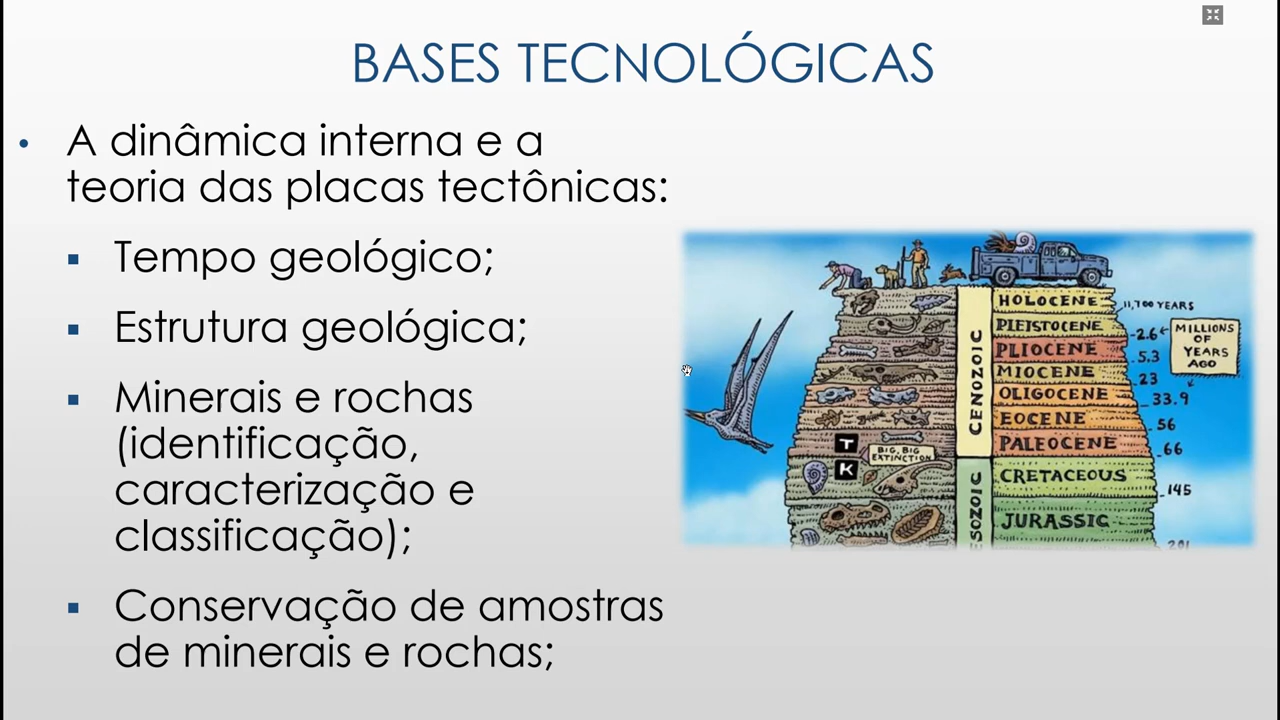 BASES TECNOLÓGICAS
• A dinâmica interna e a
teoria das placas tectônicas:
▪ Tempo geológico;
▪ Estrutura geológica;
▪ Minerais e rochas
(identificação,
caracterização e
classificação);
▪ Conservação de amostras
de minerais e rochas;
HOLOCENE
11,700 YEARS
PLEISTOCENE
2.6
MILLIONS
OF
YEARS
AGO
PLIOCENE
5.3
MIOCENE
23
OLIGOCENE
33.9
EOCENE
56
PALEOCENE
66
CENOZOIC
T
K
BIG, BIG
EXTINCTION
CRETACEOUS
145
JURASSIC
ESOZOIC